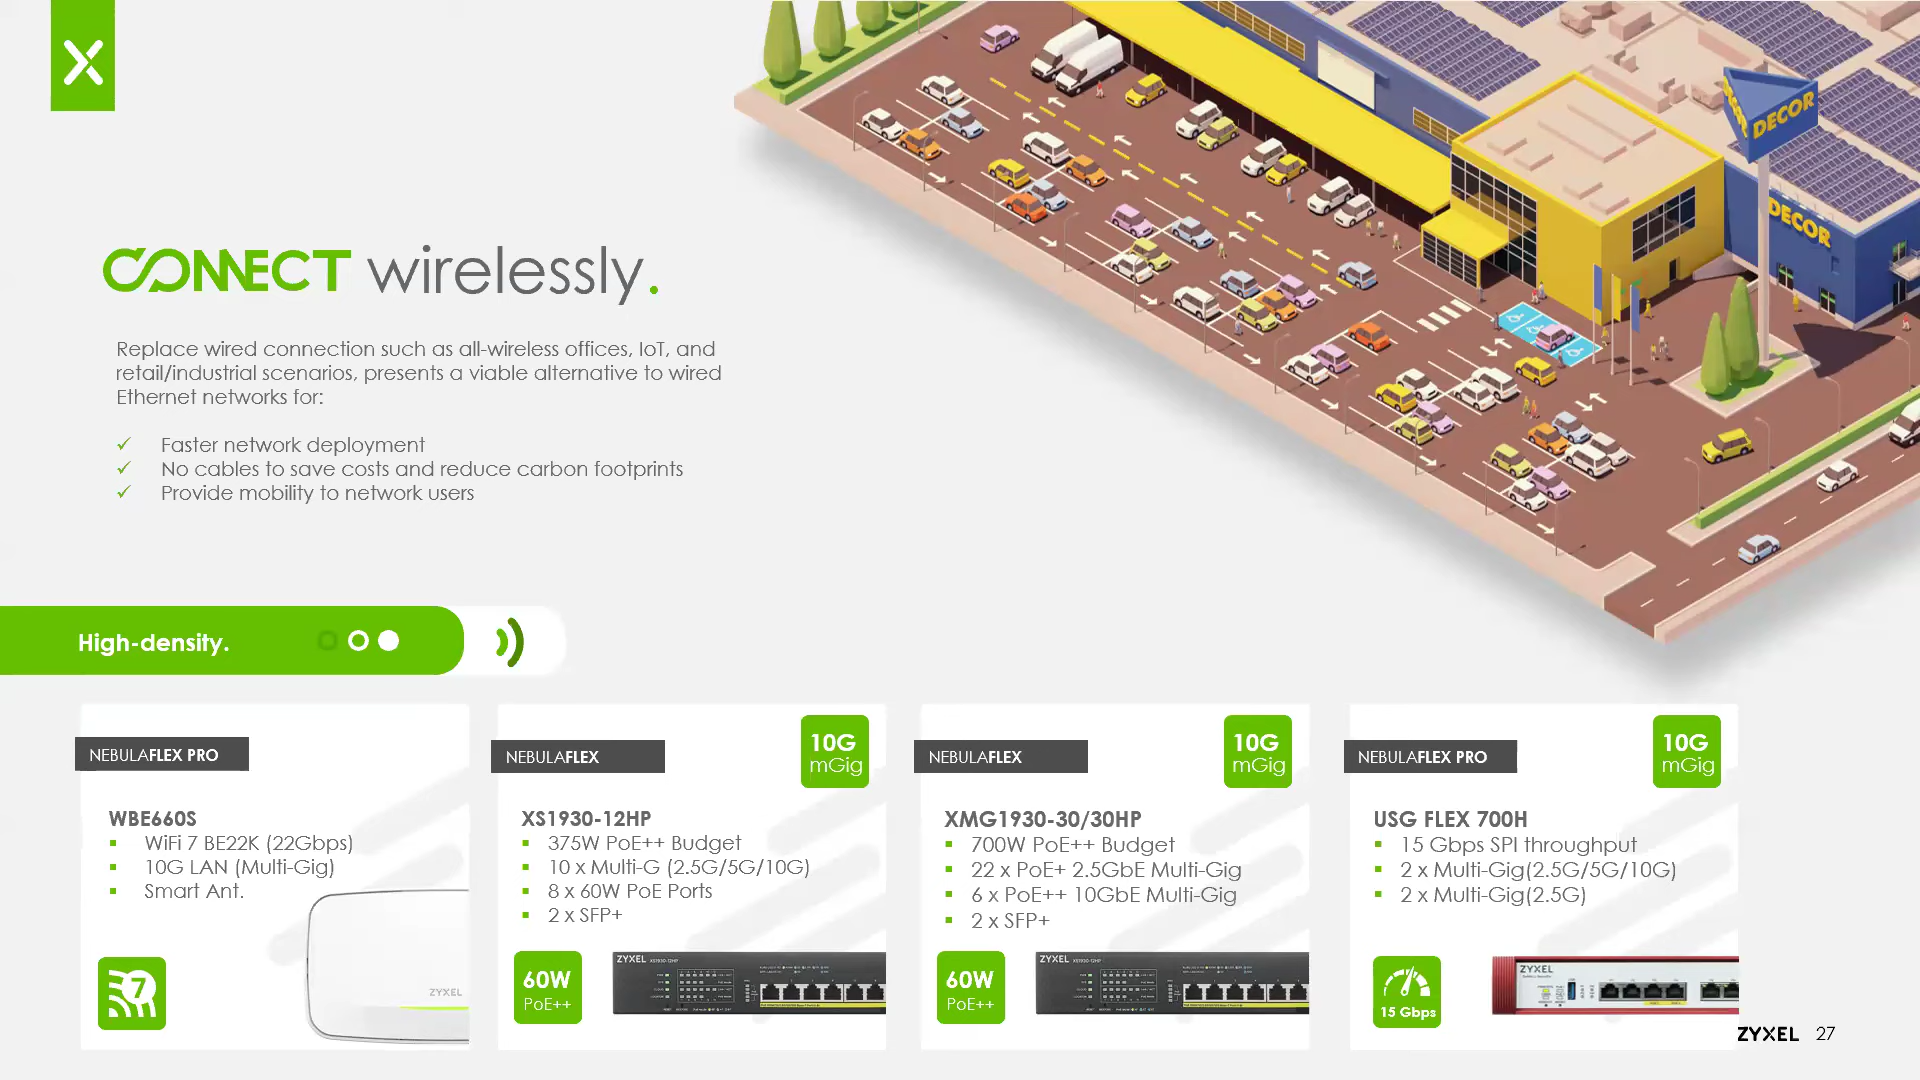 X
CONNECT wirelessly.
Replace wired connection such as all-wireless offices, IoT, and
retail/industrial scenarios, presents a viable alternative to wired
Ethernet networks for:
✓ Faster network deployment
✓ No cables to save costs and reduce carbon footprints
✓ Provide mobility to network users
DECOR
DECOR
High-density.
NEBULAFLEX PRO
WBE660S
▪ WiFi 7 BE22K (22Gbps)
▪ 10G LAN (Multi-Gig)
▪ Smart Ant.
7
ZYXEL
NEBULAFLEX
10G
mGig
XS1930-12HP
▪ 375W PoE++ Budget
▪ 10 x Multi-G (2.5G/5G/10G)
▪ 8 x 60W PoE Ports
▪ 2 x SFP+
60W
PoE++
ZYXEL XS1930-12HP
NEBULAFLEX
10G
mGig
XMG1930-30/30HP
▪ 700W PoE++ Budget
▪ 22 x PoE+ 2.5GbE Multi-Gig
▪ 6 x PoE++ 10GbE Multi-Gig
▪ 2 x SFP+
60W
PoE++
ZYXEL XS1930-12HP
NEBULAFLEX PRO
10G
mGig
USG FLEX 700H
▪ 15 Gbps SPI throughput
▪ 2 x Multi-Gig(2.5G/5G/10G)
▪ 2 x Multi-Gig(2.5G)
15 Gbps
ZYXEL
ZYXEL 27